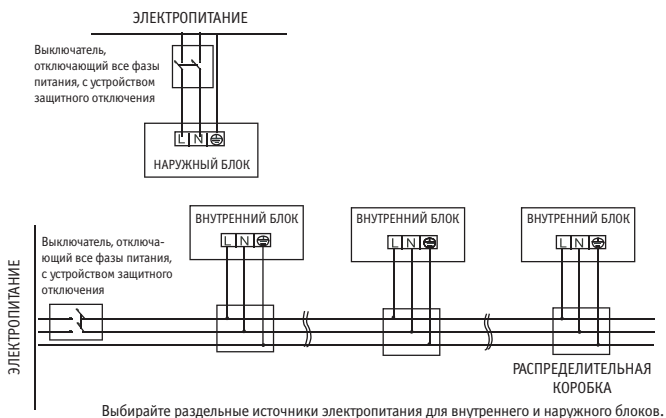 ЭЛЕКТРОПИТАНИЕ
Выключатель,
отключающий все фазы
питания, с устройством
защитного отключения
L N
НАРУЖНЫЙ БЛОК
ВНУТРЕННИЙ БЛОК
L N
ВНУТРЕННИЙ БЛОК
L N
ВНУТРЕННИЙ БЛОК
L N
Выключатель, отключа-
ющий все фазы питания,
с устройством защитного
отключения
ЭЛЕКТРОПИТАНИЕ
РАСПРЕДЕЛИТЕЛЬНАЯ
КОРОБКА
Выбирайте раздельные источники электропитания для внутреннего и наружного блоков.